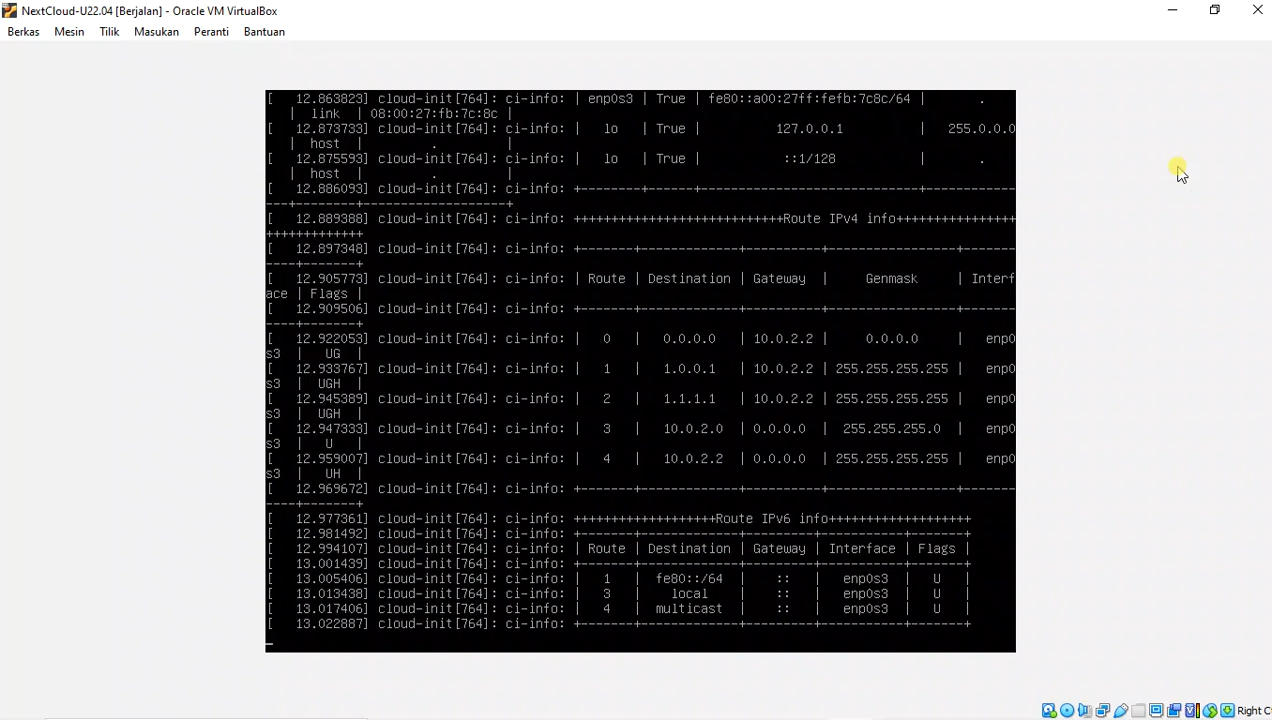 NextCloud-U22.04 [Berjalan] - Oracle VM VirtualBox
Berkas Mesin Tilik Masukan Peranti Bantuan
[   12.863823] cloud-init[764]: ci-info: | enp0s3 | True | fe80::a00:27ff:fefb:7c8c/64 |       .
   |  link  | 08:00:27:fb:7c:8c |
[   12.873733] cloud-init[764]: ci-info: |   lo   | True |          127.0.0.1          |   255.0.0.0
   |  host  |         .         |
[   12.875593] cloud-init[764]: ci-info: |   lo   | True |           ::1/128           |       .
   |  host  |         .         |
[   12.886093] cloud-init[764]: ci-info: +--------+------+-----------------------------+------------
---+--------+-------------------+
[   12.889388] cloud-init[764]: ci-info: ++++++++++++++++++++++++++++Route IPv4 info++++++++++++++++
+++++++++++++
[   12.897348] cloud-init[764]: ci-info: +-------+-------------+----------+-----------------+-------
----+-------+
[   12.905773] cloud-init[764]: ci-info: | Route | Destination | Gateway  |     Genmask     | Interf
ace | Flags |
[   12.909506] cloud-init[764]: ci-info: +-------+-------------+----------+-----------------+-------
----+-------+
[   12.922053] cloud-init[764]: ci-info: |   0   |   0.0.0.0   | 10.0.2.2 |     0.0.0.0     |   enp0
s3  |   UG  |
[   12.933767] cloud-init[764]: ci-info: |   1   |   1.0.0.1   | 10.0.2.2 | 255.255.255.255 |   enp0
s3  |  UGH  |
[   12.945389] cloud-init[764]: ci-info: |   2   |   1.1.1.1   | 10.0.2.2 | 255.255.255.255 |   enp0
s3  |  UGH  |
[   12.947333] cloud-init[764]: ci-info: |   3   |   10.0.2.0  | 0.0.0.0  |  255.255.255.0  |   enp0
s3  |   U   |
[   12.959007] cloud-init[764]: ci-info: |   4   |   10.0.2.2  | 0.0.0.0  | 255.255.255.255 |   enp0
s3  |   UH  |
[   12.969672] cloud-init[764]: ci-info: +-------+-------------+----------+-----------------+-------
----+-------+
[   12.977361] cloud-init[764]: ci-info: +++++++++++++++++++Route IPv6 info+++++++++++++++++++
[   12.981492] cloud-init[764]: ci-info: +-------+-------------+---------+-----------+-------+
[   12.994107] cloud-init[764]: ci-info: | Route | Destination | Gateway | Interface | Flags |
[   13.001439] cloud-init[764]: ci-info: +-------+-------------+---------+-----------+-------+
[   13.005406] cloud-init[764]: ci-info: |   1   |  fe80::/64  |    ::   |   enp0s3  |   U   |
[   13.013438] cloud-init[764]: ci-info: |   3   |    local    |    ::   |   enp0s3  |   U   |
[   13.017406] cloud-init[764]: ci-info: |   4   |  multicast  |    ::   |   enp0s3  |   U   |
[   13.022887] cloud-init[764]: ci-info: +-------+-------------+---------+-----------+-------+
Right C